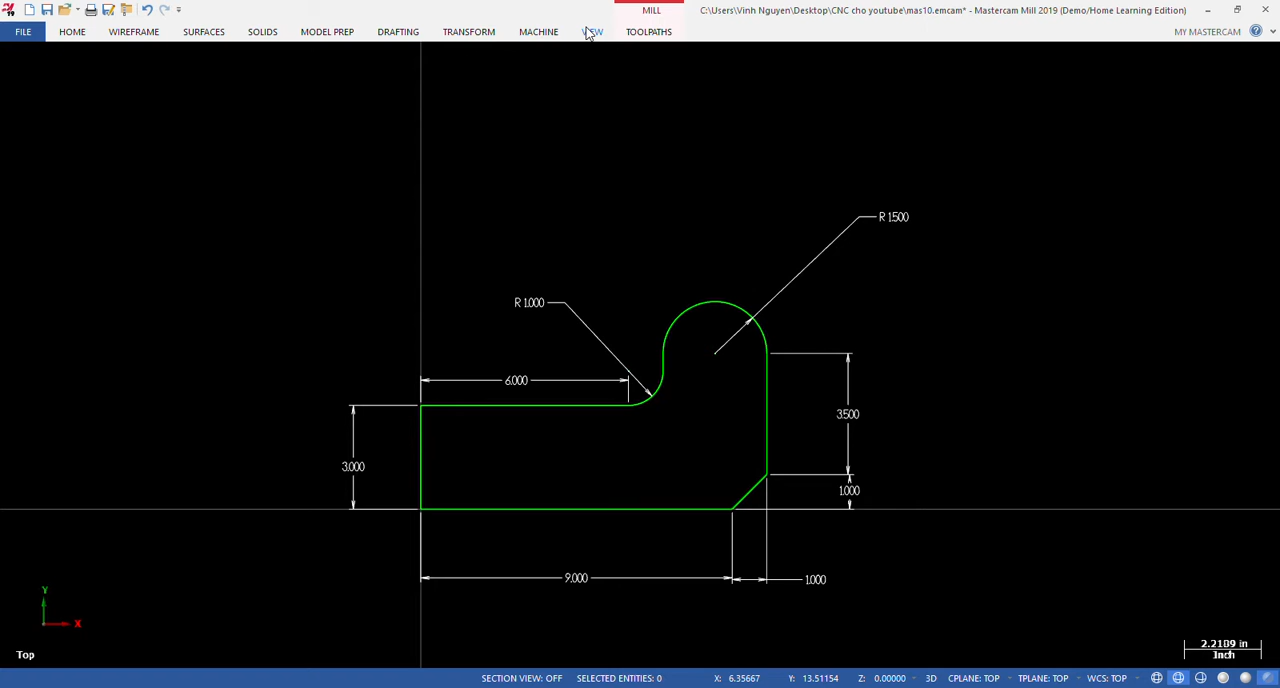 MILL
C:\Users\Vinh Nguyen\Desktop\CNC cho youtube\mas10.emcam* - Mastercam Mill 2019 (Demo/Home Learning Edition)
FILE HOME WIREFRAME SURFACES SOLIDS MODEL PREP DRAFTING TRANSFORM MACHINE VIEW TOOLPATHS MY MASTERCAM
R 1.500
R 1.000
6.000
3.500
3.000
1.000
9.000
1.000
Y
X
Top
2.2109 in
Inch
SECTION VIEW: OFF SELECTED ENTITIES: 0 X: 6.35667 Y: 13.51154 Z: 0.00000 3D CPLANE: TOP TPLANE: TOP WCS: TOP